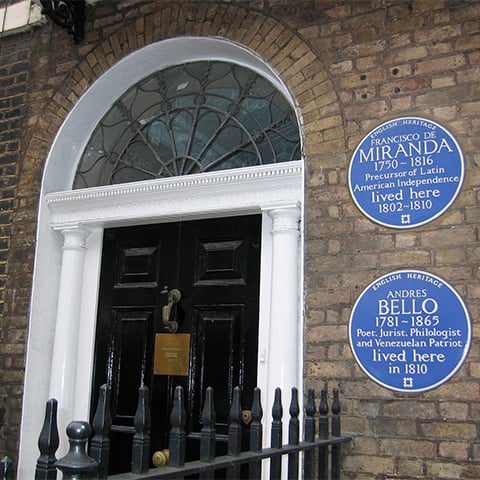 ENGLISH HERITAGE
FRANCISCO DE
MIRANDA
1750~1816
Precursor of Latin
American Independence
lived here
1802–1810
ENGLISH HERITAGE
ANDRES
BELLO
1781~1865
Poet, Jurist, Philologist
and Venezuelan Patriot
lived here
in 1810